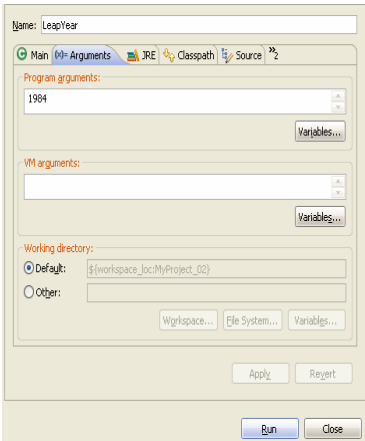 Name: LeapYear
Main (x)= Arguments JRE Classpath Source »2
Program arguments:
1984
Variables...
VM arguments:
Variables...
Working directory:
Default: ${workspace_loc:MyProject_02}
Other:
Workspace... File System... Variables...
Apply Revert
Run Close